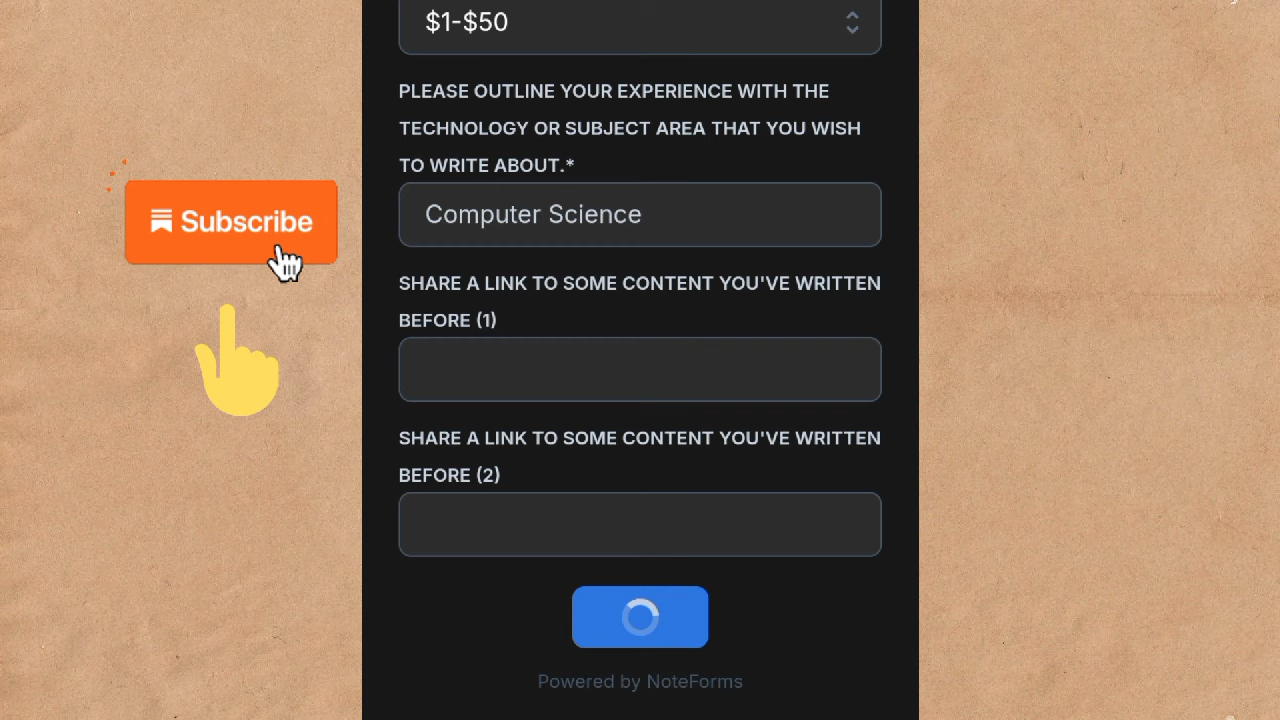 $1-$50
PLEASE OUTLINE YOUR EXPERIENCE WITH THE
TECHNOLOGY OR SUBJECT AREA THAT YOU WISH
TO WRITE ABOUT.*
Computer Science
SHARE A LINK TO SOME CONTENT YOU'VE WRITTEN
BEFORE (1)
SHARE A LINK TO SOME CONTENT YOU'VE WRITTEN
BEFORE (2)
Powered by NoteForms
Subscribe